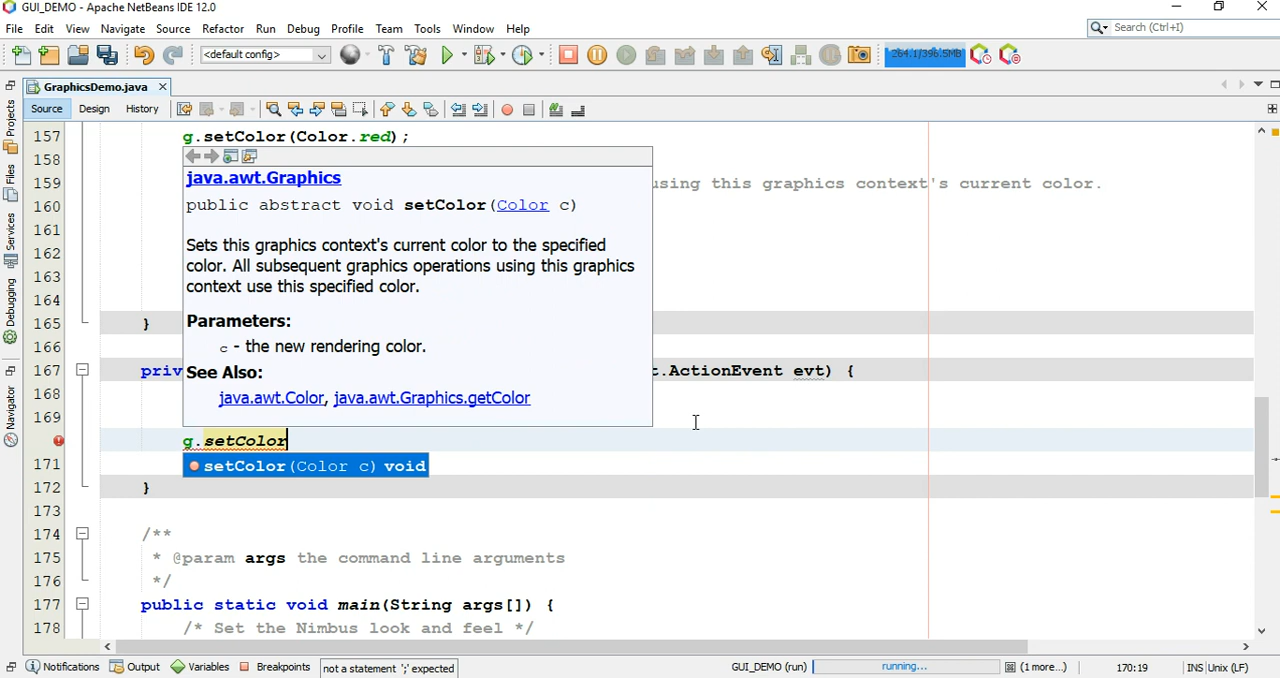 GUI_DEMO - Apache NetBeans IDE 12.0
File Edit View Navigate Source Refactor Run Debug Profile Team Tools Window Help
Search (Ctrl+I)
<default config>
264.1/396.5MB
GraphicsDemo.java
Source Design History
Projects
Files
Services
Debugging
Navigator
157 g.setColor(Color.red);
158
java.awt.Graphics
159 using this graphics context's current color.
160 public abstract void setColor(Color c)
161
162 Sets this graphics context's current color to the specified
color. All subsequent graphics operations using this graphics
163 context use this specified color.
164
165 } Parameters:
166 c - the new rendering color.
167 priv See Also: t.ActionEvent evt) {
168 java.awt.Color, java.awt.Graphics.getColor
169
g.setColor
171 setColor(Color c) void
172 }
173
174 /**
175 * @param args the command line arguments
176 */
177 public static void main(String args[]) {
178 /* Set the Nimbus look and feel */
Notifications Output Variables Breakpoints not a statement ';' expected GUI_DEMO (run) running... (1 more...) 170:19 INS Unix (LF)